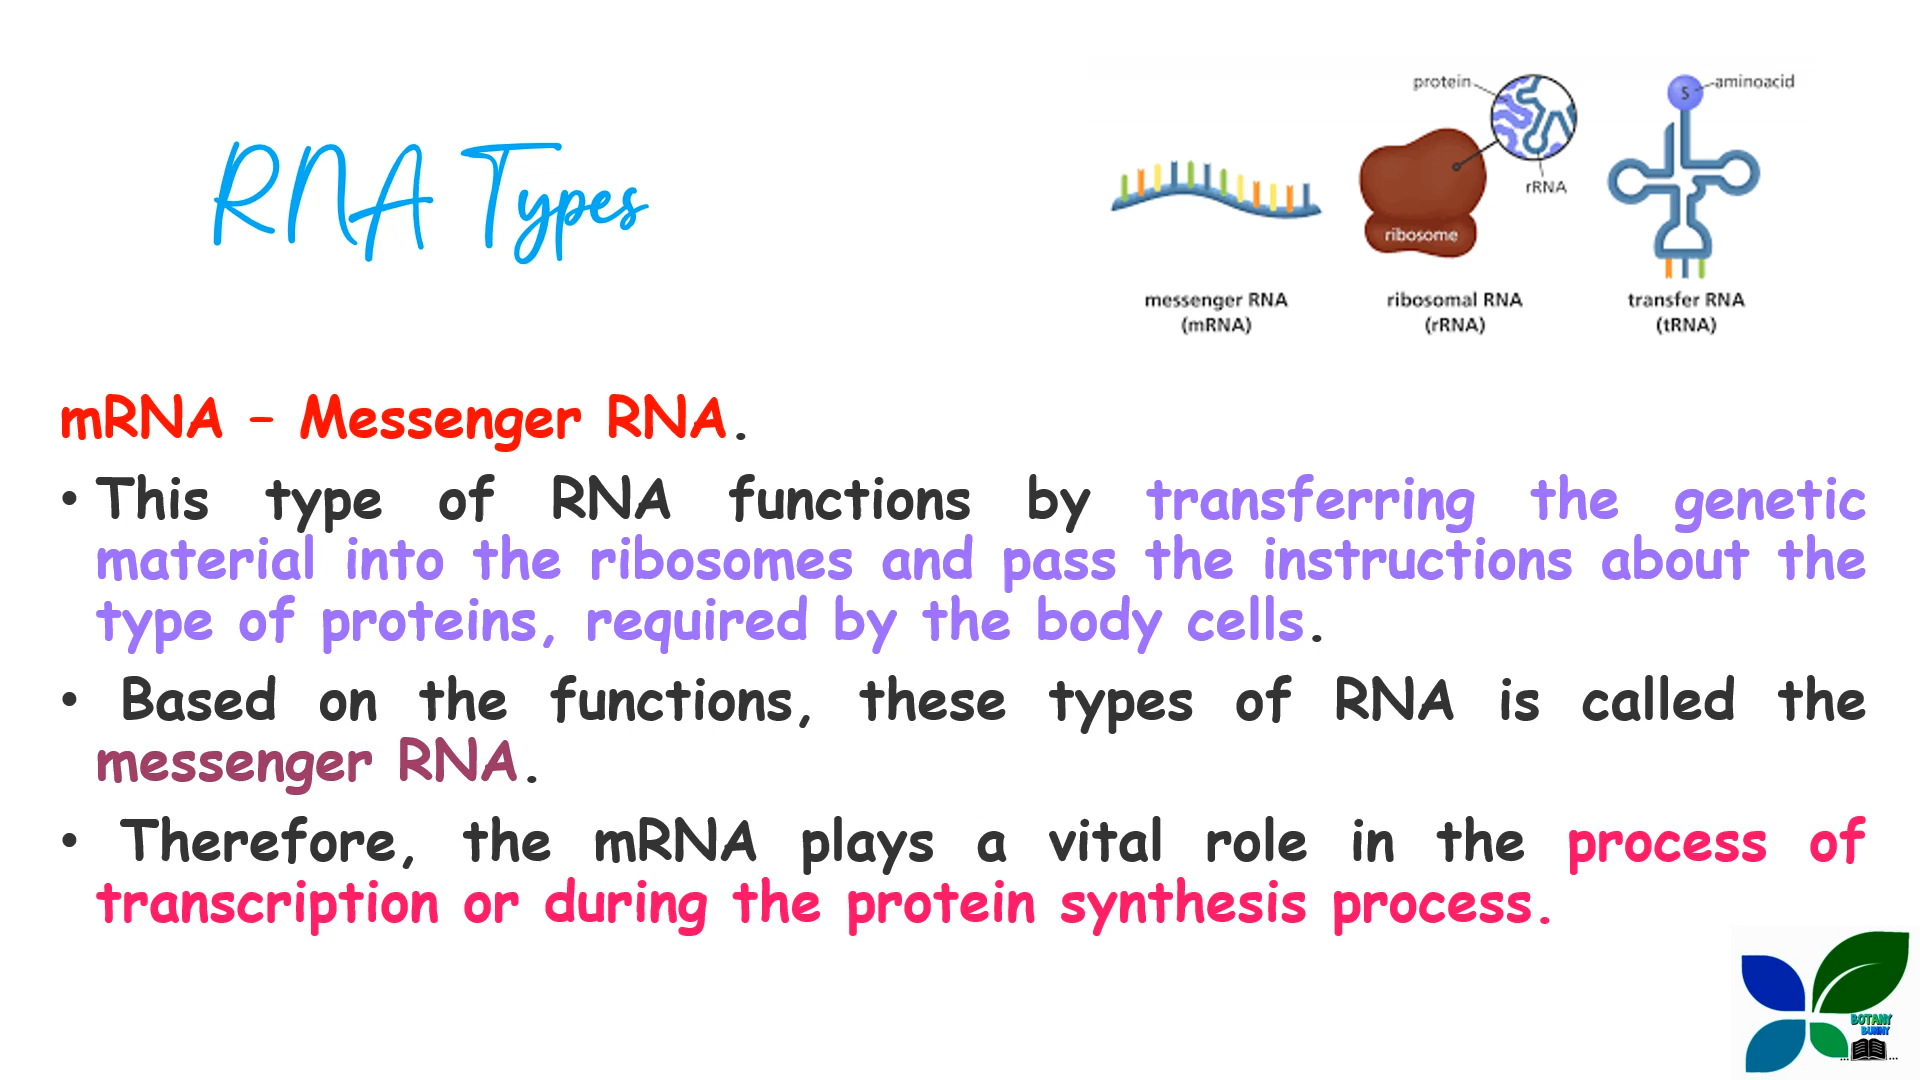 RNA Types
protein
aminoacid
S
rRNA
ribosome
messenger RNA
(mRNA)
ribosomal RNA
(rRNA)
transfer RNA
(tRNA)
mRNA – Messenger RNA.
• This type of RNA functions by transferring the genetic
material into the ribosomes and pass the instructions about the
type of proteins, required by the body cells.
• Based on the functions, these types of RNA is called the
messenger RNA.
• Therefore, the mRNA plays a vital role in the process of
transcription or during the protein synthesis process.
BOTANY
BUNNY